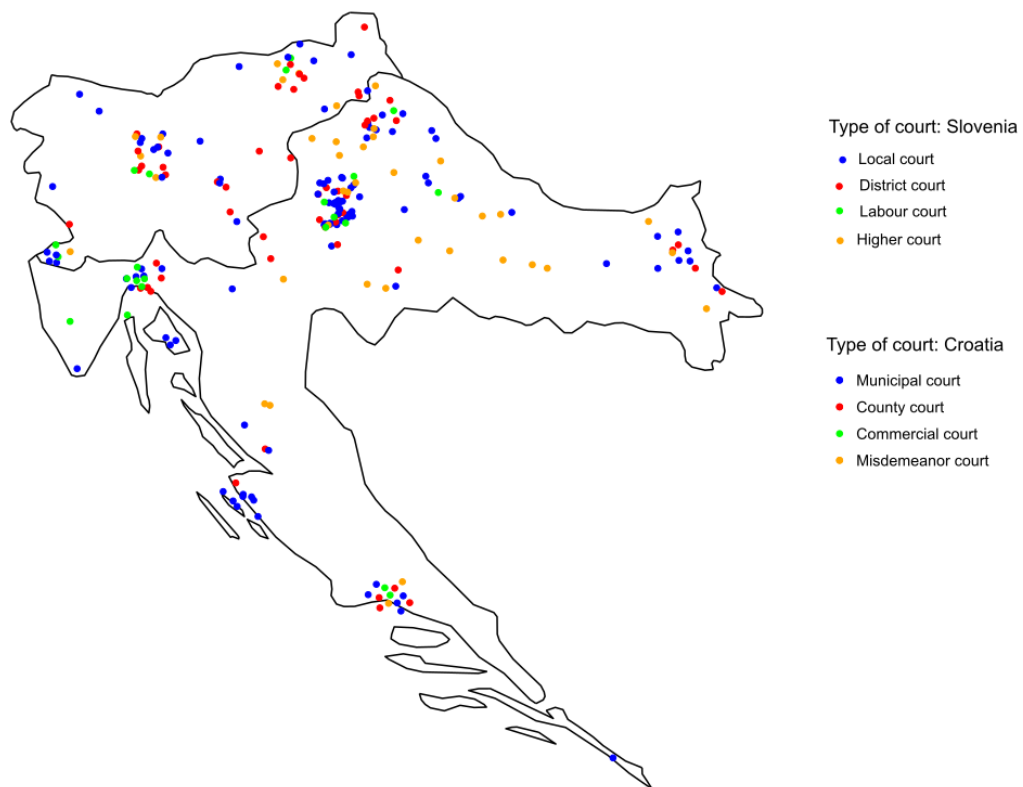 Type of court: Slovenia
Local court
District court
Labour court
Higher court
Type of court: Croatia
Municipal court
County court
Commercial court
Misdemeanor court